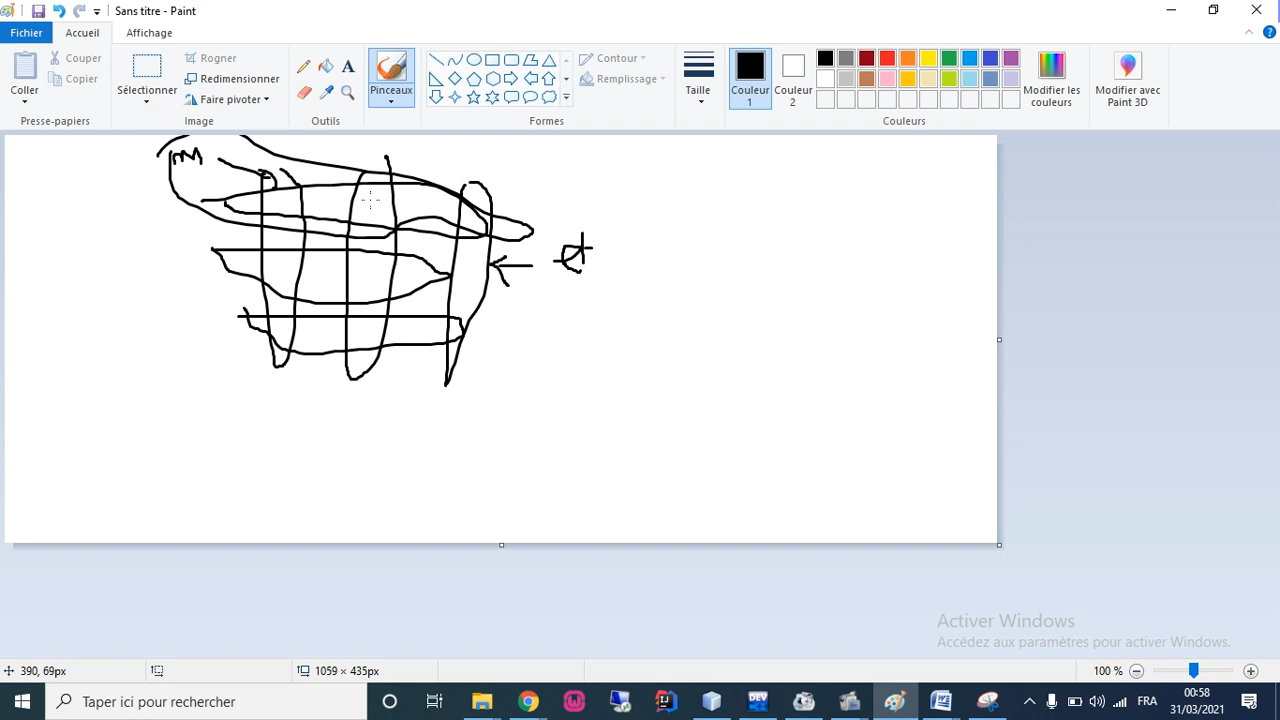 Sans titre - Paint
Fichier Accueil Affichage
Coller
Couper
Copier
Presse-papiers
Sélectionner
Rogner
Redimensionner
Faire pivoter
Image
A
Outils
Pinceaux
Contour
Remplissage
Formes
Taille
Couleur 1
Couleur 2
Modifier les couleurs
Couleurs
Modifier avec Paint 3D
et
Activer Windows
Accédez aux paramètres pour activer Windows.
390, 69px
1059 × 435px
100 %
Taper ici pour rechercher
DEV
FRA
00:58
31/03/2021